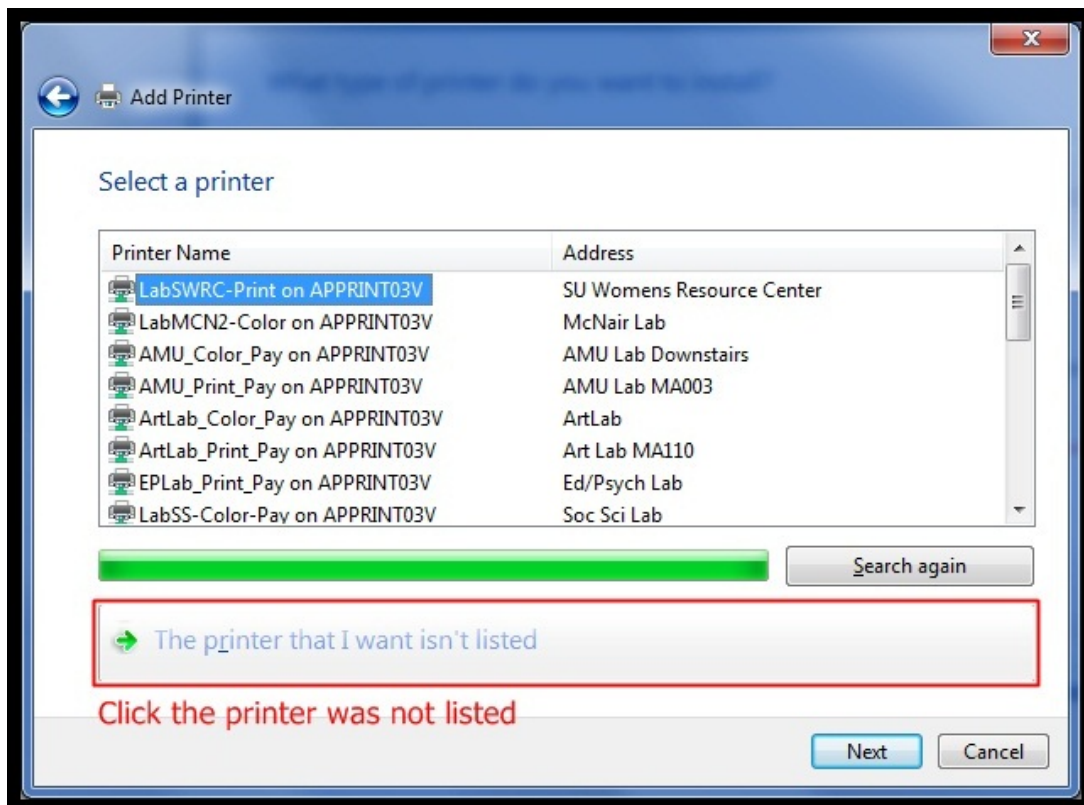 What type of printer do you want to install?
Add Printer
Select a printer
Printer Name Address
LabSWRC-Print on APPRINT03V SU Womens Resource Center
LabMCN2-Color on APPRINT03V McNair Lab
AMU_Color_Pay on APPRINT03V AMU Lab Downstairs
AMU_Print_Pay on APPRINT03V AMU Lab MA003
ArtLab_Color_Pay on APPRINT03V ArtLab
ArtLab_Print_Pay on APPRINT03V Art Lab MA110
EPLab_Print_Pay on APPRINT03V Ed/Psych Lab
LabSS-Color-Pay on APPRINT03V Soc Sci Lab
Search again
The printer that I want isn't listed
Click the printer was not listed
Next Cancel